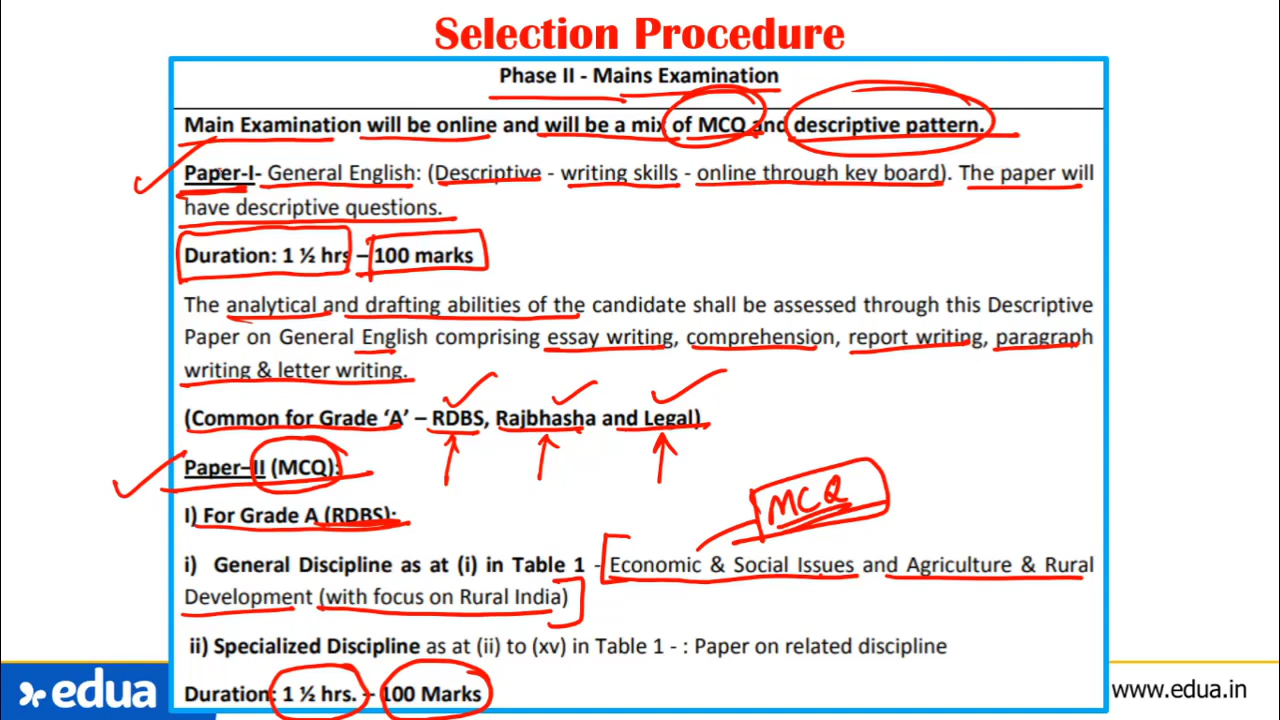 Selection Procedure
Phase II - Mains Examination
Main Examination will be online and will be a mix of MCQ and descriptive pattern.
Paper-I- General English: (Descriptive - writing skills - online through key board). The paper will
have descriptive questions.
Duration: 1 ½ hrs – 100 marks
The analytical and drafting abilities of the candidate shall be assessed through this Descriptive
Paper on General English comprising essay writing, comprehension, report writing, paragraph
writing & letter writing.
(Common for Grade ‘A’ – RDBS, Rajbhasha and Legal).
Paper–II (MCQ):
MCQ
I) For Grade A (RDBS):
i) General Discipline as at (i) in Table 1 - Economic & Social Issues and Agriculture & Rural
Development (with focus on Rural India)
ii) Specialized Discipline as at (ii) to (xv) in Table 1 - : Paper on related discipline
Duration: 1 ½ hrs. – 100 Marks
edua
www.edua.in